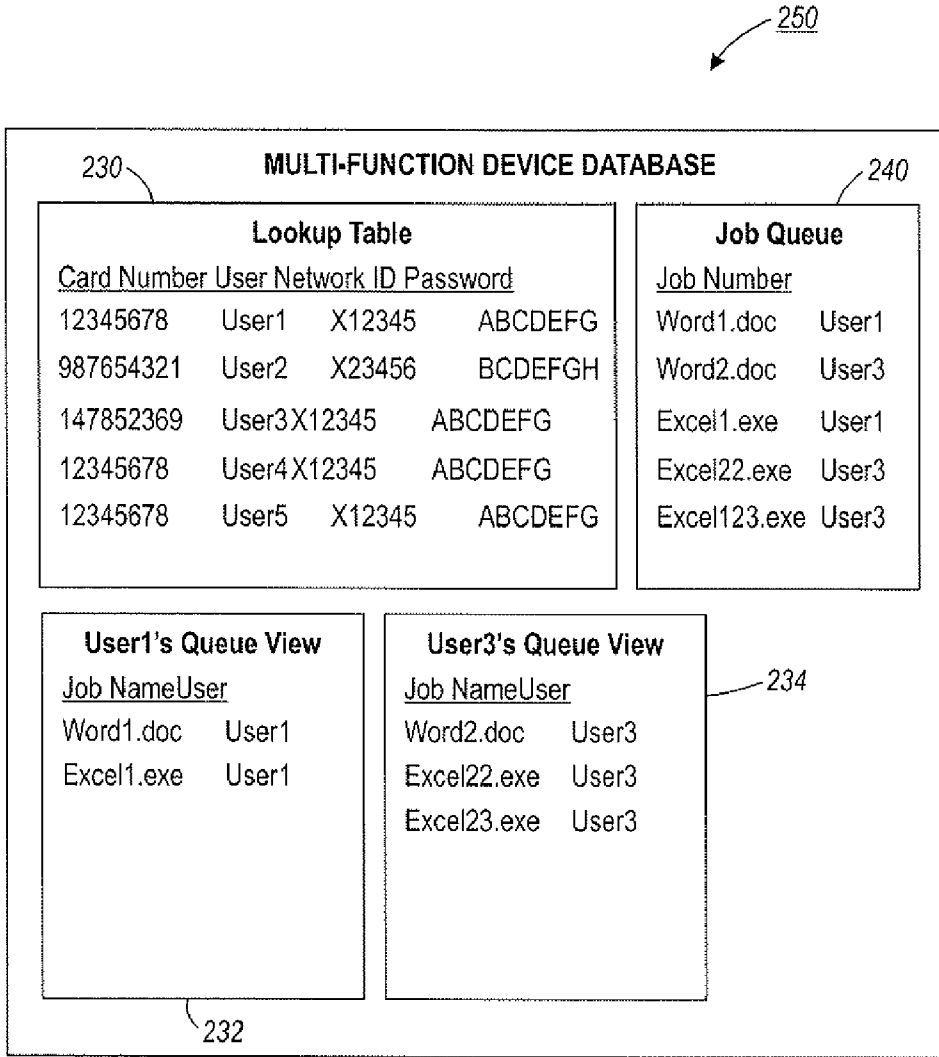 250
MULTI-FUNCTION DEVICE DATABASE
230
240
Lookup Table
Card Number User Network ID Password
12345678 User1 X12345 ABCDEFG
987654321 User2 X23456 BCDEFGH
147852369 User3X12345 ABCDEFG
12345678 User4X12345 ABCDEFG
12345678 User5 X12345 ABCDEFG
Job Queue
Job Number
Word1.doc User1
Word2.doc User3
Excel1.exe User1
Excel22.exe User3
Excel123.exe User3
User1's Queue View
Job NameUser
Word1.doc User1
Excel1.exe User1
232
User3's Queue View
Job NameUser
Word2.doc User3
Excel22.exe User3
Excel23.exe User3
234